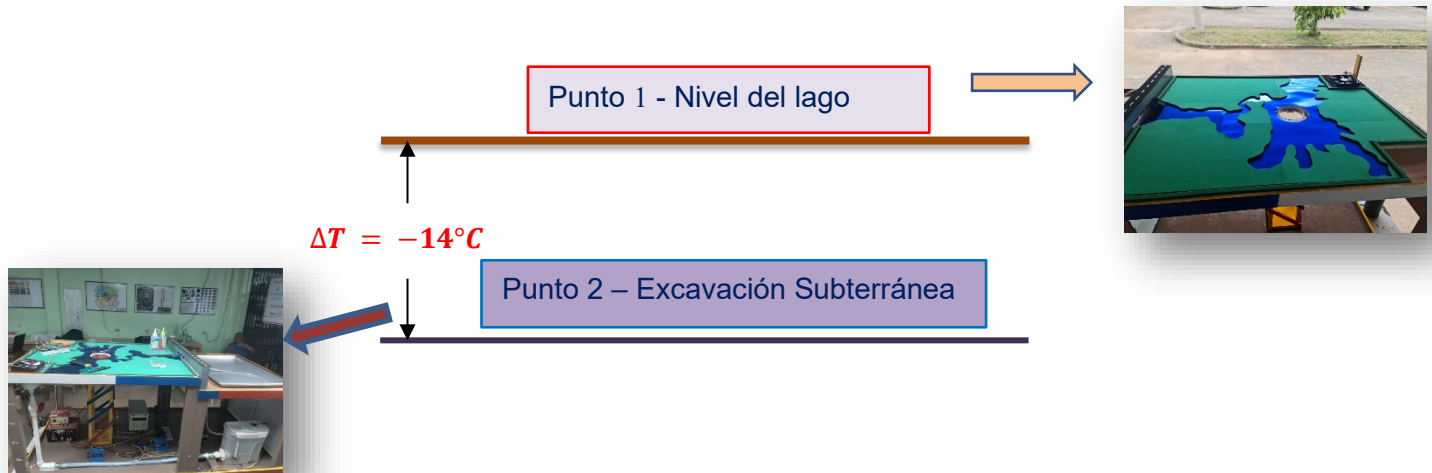 Punto 1 - Nivel del lago
ΔT = −14°C
Punto 2 – Excavación Subterránea